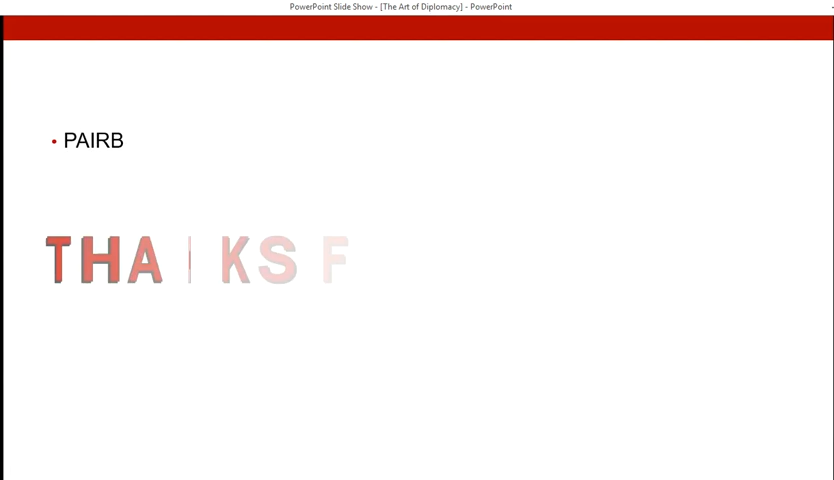 PowerPoint Slide Show - [The Art of Diplomacy] - PowerPoint
• PAIRB
THA KS F